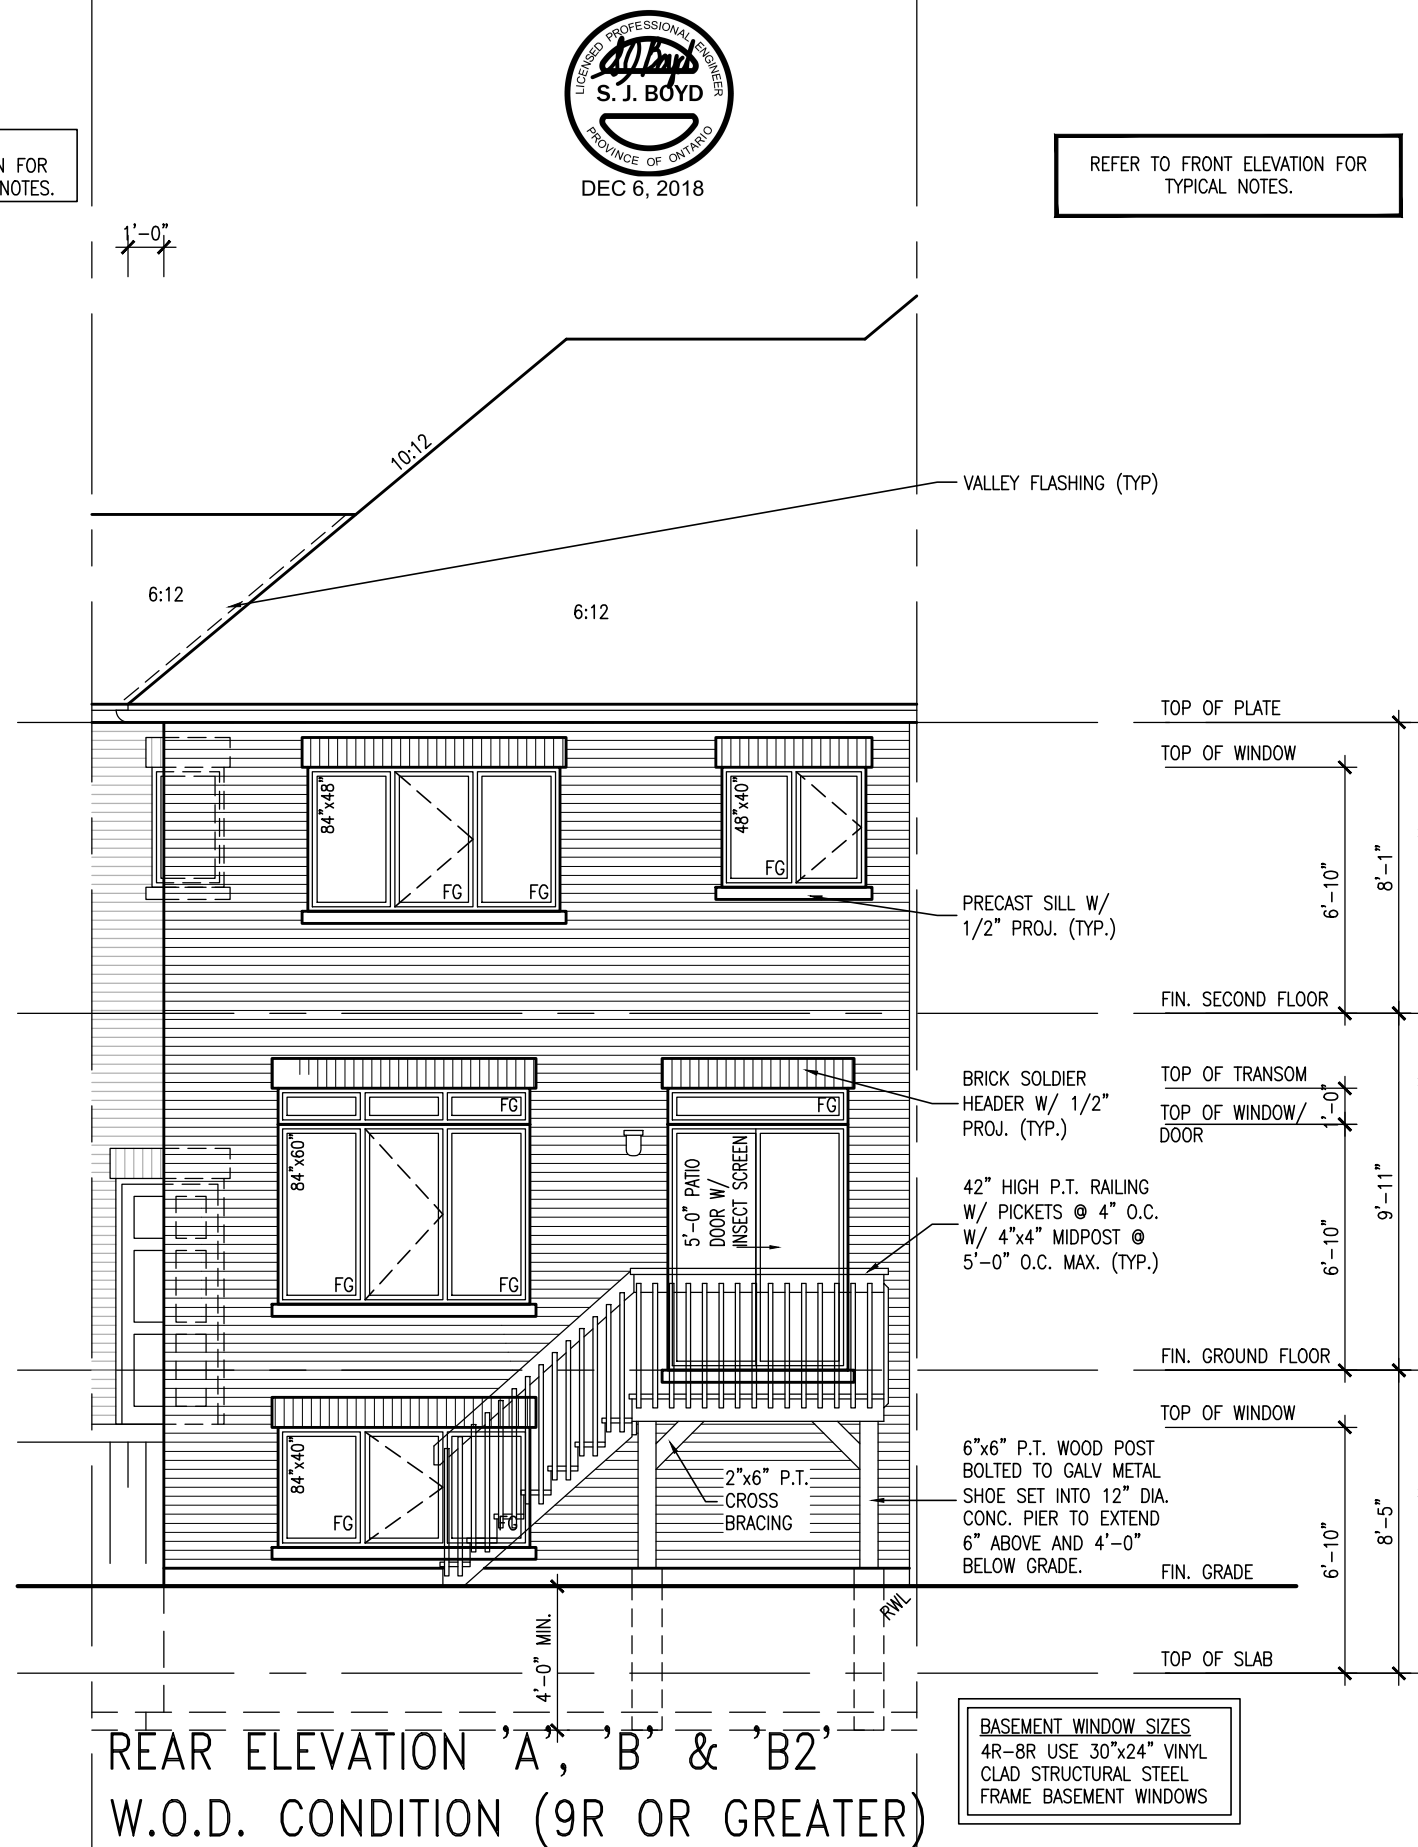 LICENSED PROFESSIONAL ENGINEER
S. J. BOYD
PROVINCE OF ONTARIO
DEC 6, 2018
N FOR
NOTES.
REFER TO FRONT ELEVATION FOR
TYPICAL NOTES.
1'-0"
10:12
VALLEY FLASHING (TYP)
6:12
6:12
TOP OF PLATE
TOP OF WINDOW
84"x48"
FG
FG
48"x40"
FG
6'-10"
8'-1"
PRECAST SILL W/
1/2" PROJ. (TYP.)
FIN. SECOND FLOOR
BRICK SOLDIER
HEADER W/ 1/2"
PROJ. (TYP.)
TOP OF TRANSOM
1'-0"
TOP OF WINDOW/
DOOR
FG
FG
84"x60"
FG
FG
5'-0" PATIO
DOOR W/
INSECT SCREEN
42" HIGH P.T. RAILING
W/ PICKETS @ 4" O.C.
W/ 4"x4" MIDPOST @
5'-0" O.C. MAX. (TYP.)
6'-10"
9'-11"
FIN. GROUND FLOOR
TOP OF WINDOW
84"x40"
FG
FG
2"x6" P.T.
CROSS
BRACING
6"x6" P.T. WOOD POST
BOLTED TO GALV METAL
SHOE SET INTO 12" DIA.
CONC. PIER TO EXTEND
6" ABOVE AND 4'-0"
BELOW GRADE.
6'-10"
8'-5"
FIN. GRADE
RWL
4'-0" MIN.
TOP OF SLAB
REAR ELEVATION 'A', 'B' & 'B2'
W.O.D. CONDITION (9R OR GREATER)
BASEMENT WINDOW SIZES
4R-8R USE 30"x24" VINYL
CLAD STRUCTURAL STEEL
FRAME BASEMENT WINDOWS